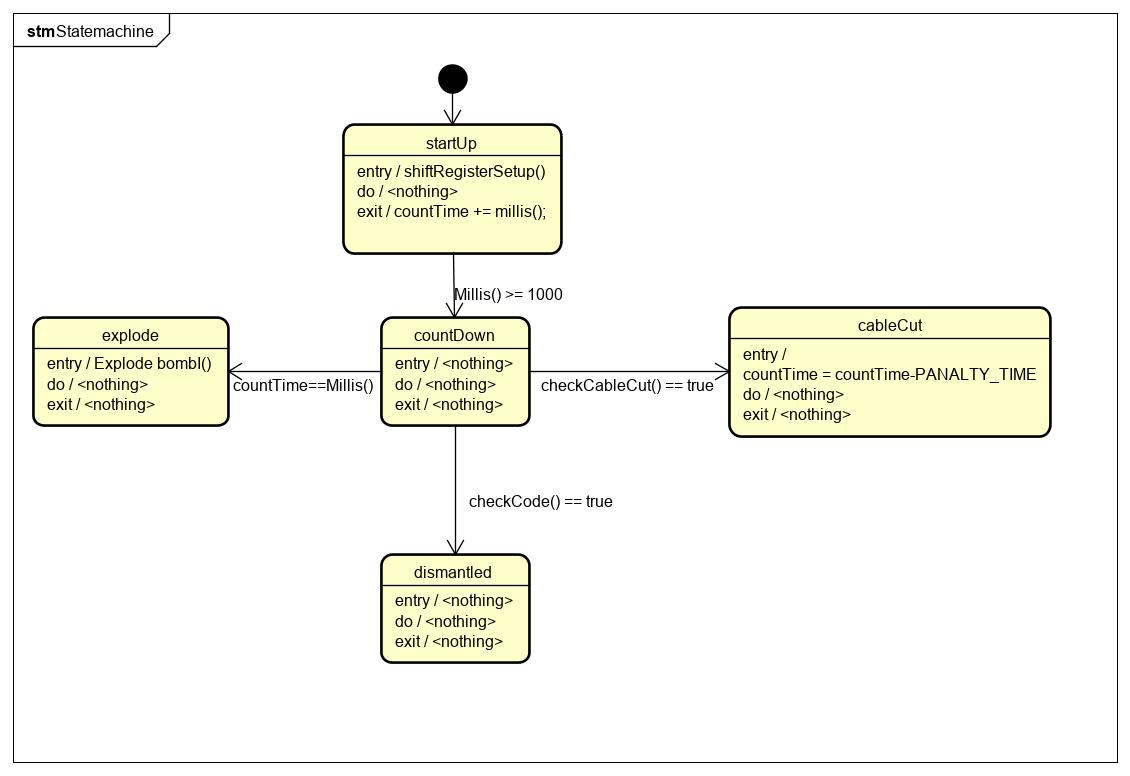 stm Statemachine
startUp
entry / shiftRegisterSetup()
do / <nothing>
exit / countTime += millis();
Millis() >= 1000
explode
entry / Explode bombl()
do / <nothing>
exit / <nothing>
countTime==Millis()
countDown
entry / <nothing>
do / <nothing>
exit / <nothing>
checkCableCut() == true
cableCut
entry /
countTime = countTime-PANALTY_TIME
do / <nothing>
exit / <nothing>
checkCode() == true
dismantled
entry / <nothing>
do / <nothing>
exit / <nothing>